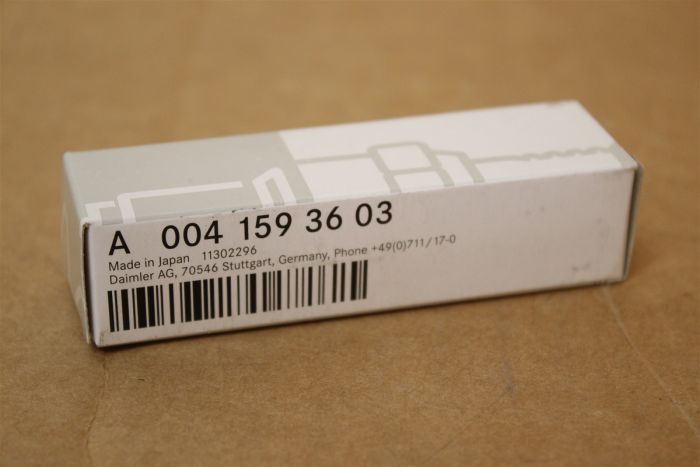 A 004 159 36 03
Made in Japan 11302296
Daimler AG, 70546 Stuttgart, Germany, Phone +49(0)711/17-0